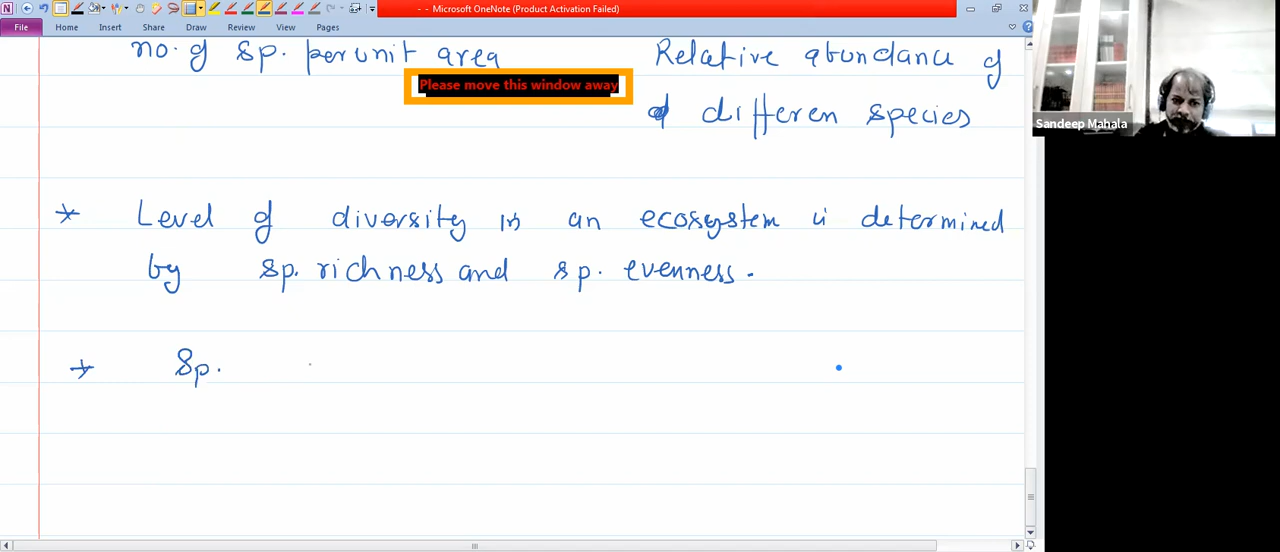 - - Microsoft OneNote (Product Activation Failed)
File Home Insert Share Draw Review View Pages
no. of sp. per unit area
Relative abundance of
Please move this window away
differen species
Sandeep Mahala
* Level of diversity in an ecosystem is determined
by sp. richness and sp. evenness.
* Sp.